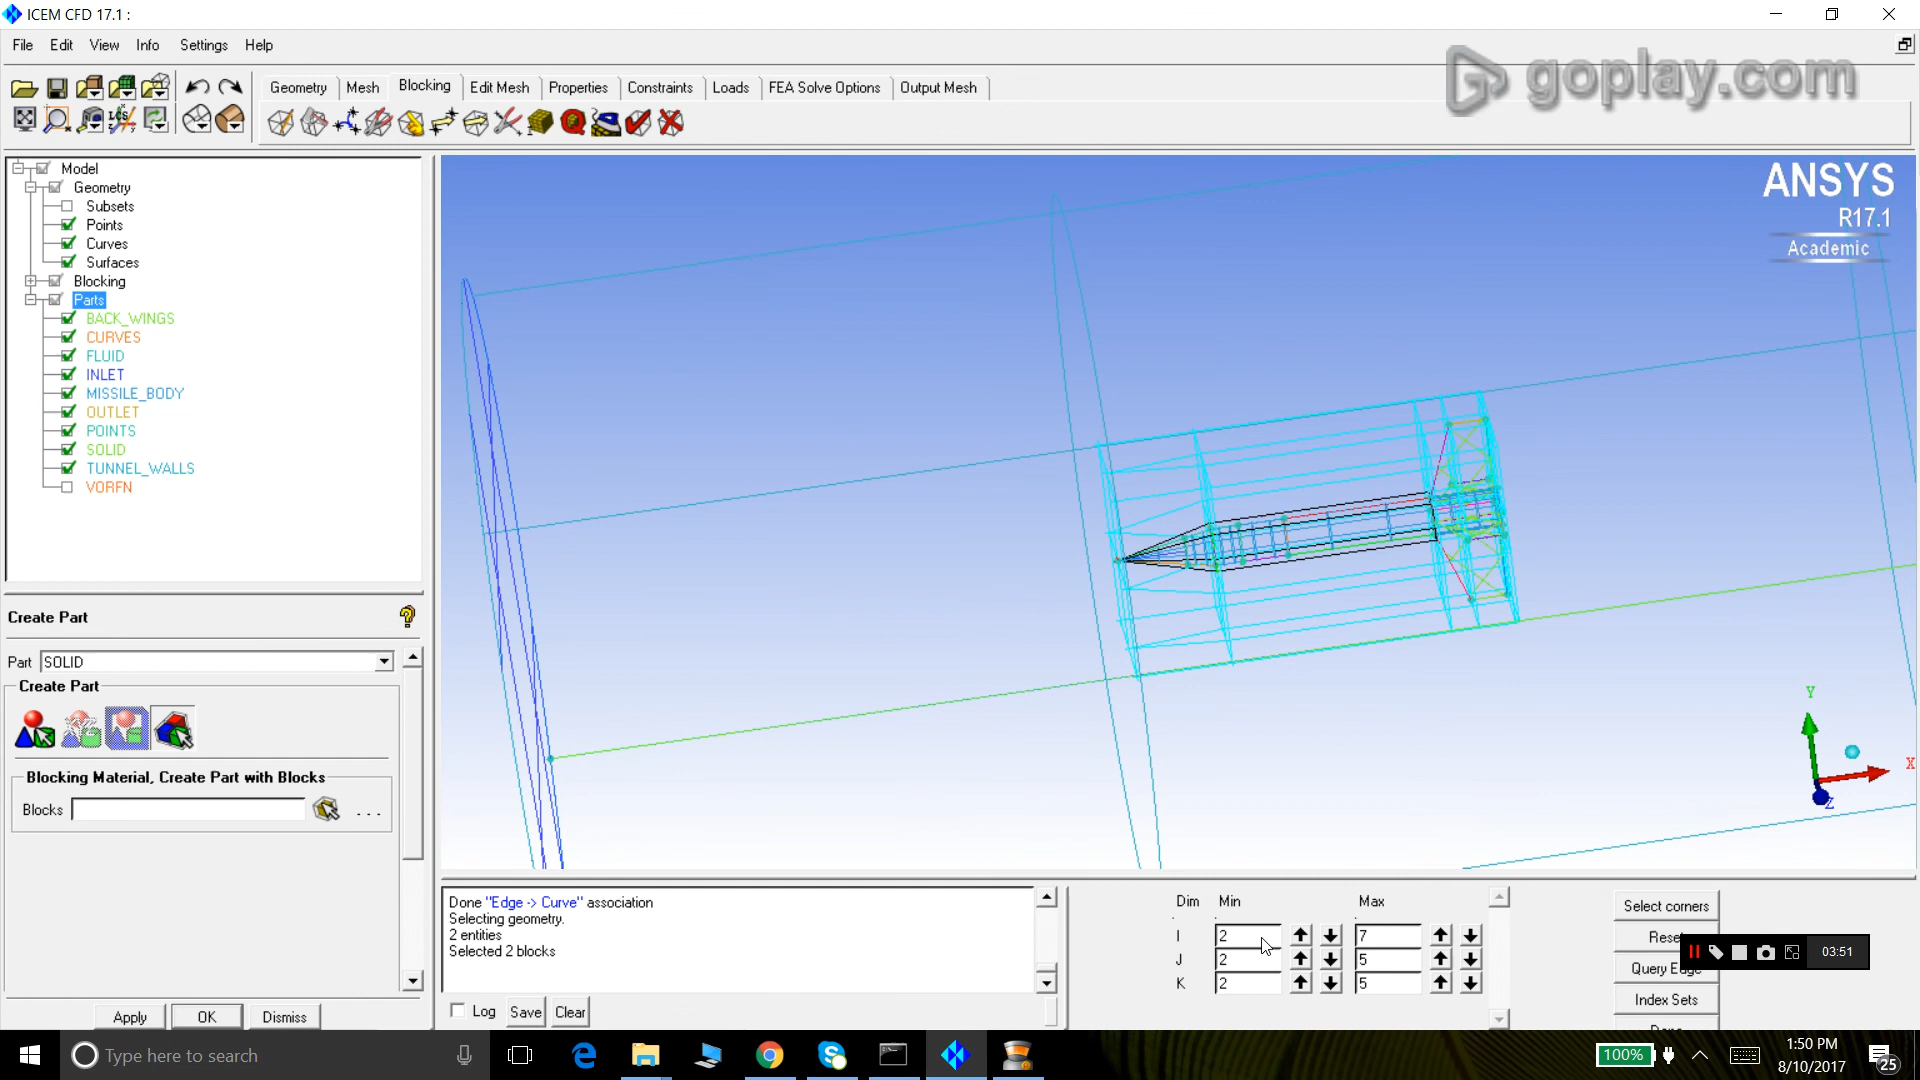 ICEM CFD 17.1 :
File Edit View Info Settings Help
goplay.com
Geometry Mesh Blocking Edit Mesh Properties Constraints Loads FEA Solve Options Output Mesh
LCS
Model
Geometry
Subsets
Points
Curves
Surfaces
Blocking
Parts
BACK_WINGS
CURVES
FLUID
INLET
MISSILE_BODY
OUTLET
POINTS
SOLID
TUNNEL_WALLS
VORFN
ANSYS
R17.1
Academic
Y
X
Z
Create Part
Part SOLID
Create Part
Blocking Material, Create Part with Blocks
Blocks ...
Apply OK Dismiss
Done "Edge -> Curve" association
Selecting geometry.
2 entities
Selected 2 blocks
Log Save Clear
Dim Min Max
I 2 7
J 2 5
K 2 5
Select corners
Reset
Query Edge
Index Sets
03:51
Type here to search
100%
1:50 PM
8/10/2017
25